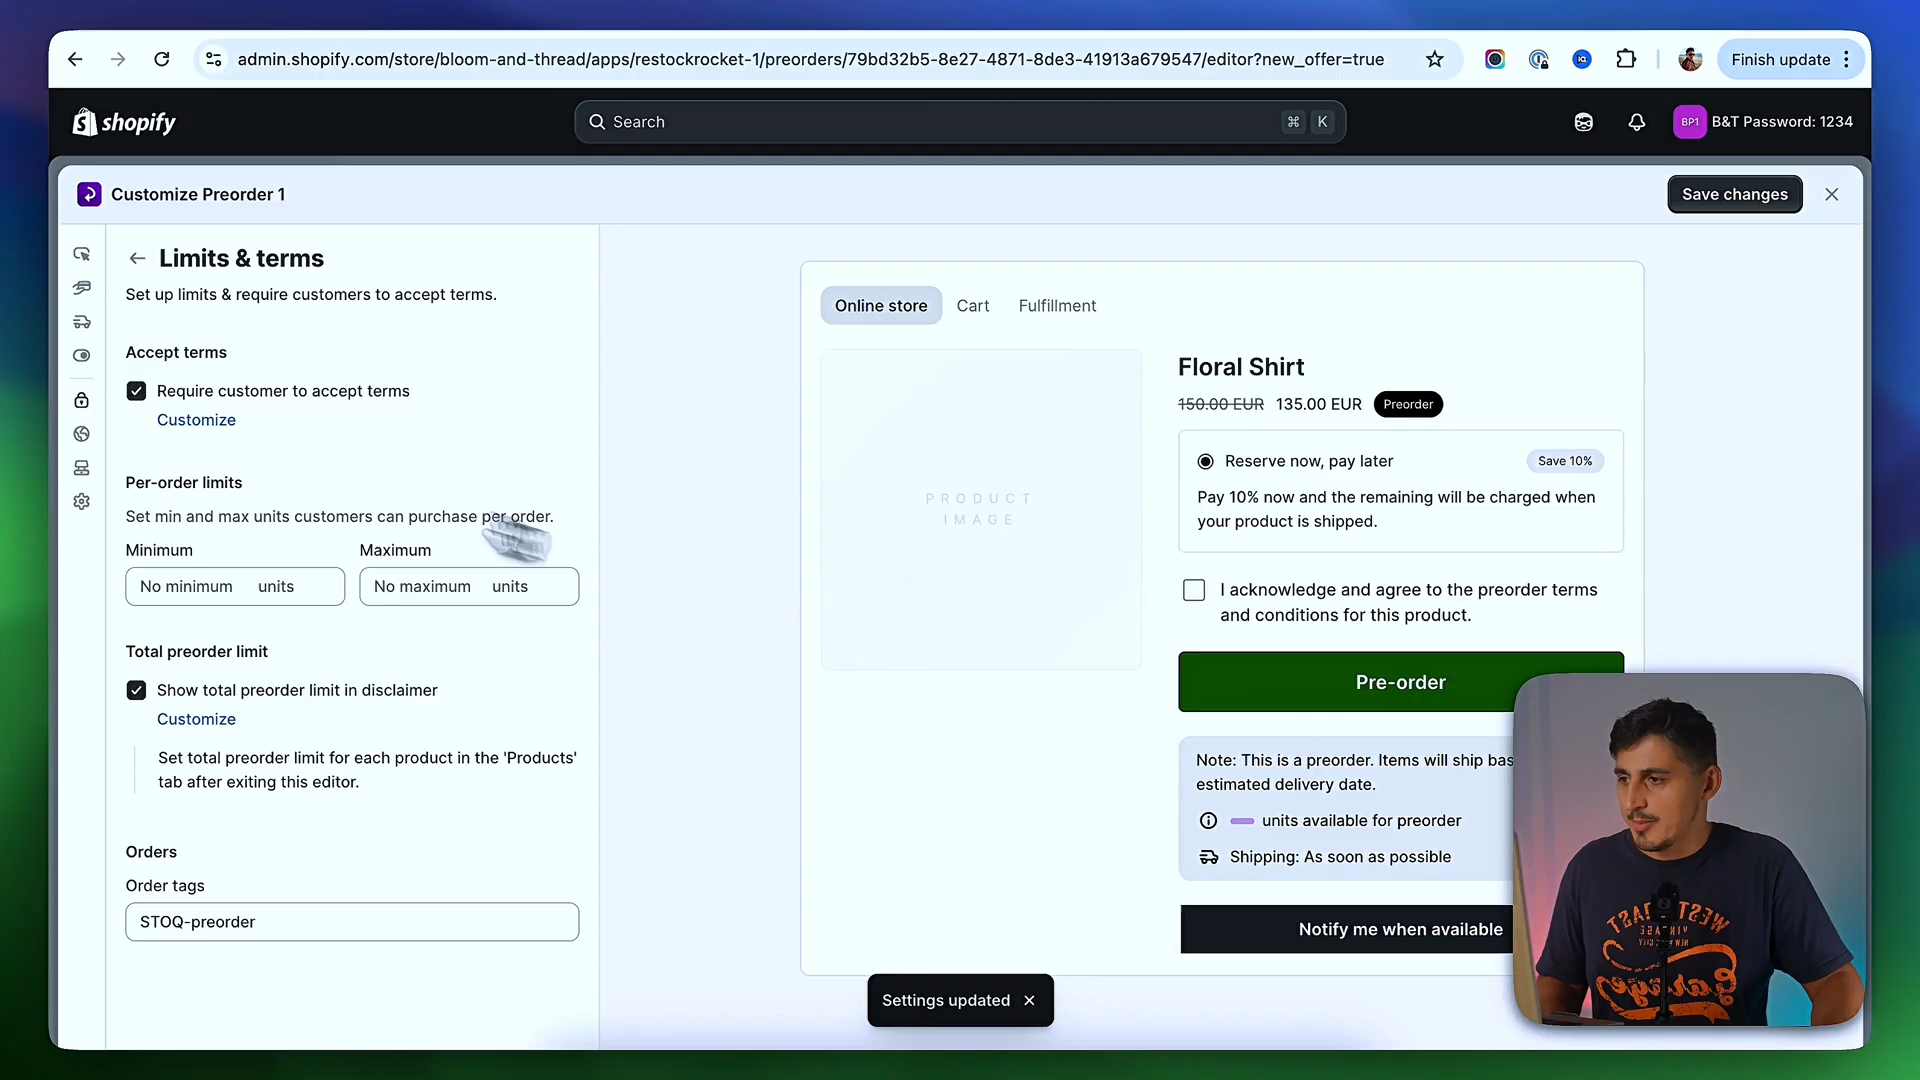 admin.shopify.com/store/bloom-and-thread/apps/restockrocket-1/preorders/79bd32b5-8e27-4871-8de3-41913a679547/editor?new_offer=true
Finish update
shopify
Search
⌘ K
BP1
B&T Password: 1234
Customize Preorder 1
Save changes
Limits & terms
Set up limits & require customers to accept terms.
Accept terms
Require customer to accept terms
Customize
Per-order limits
Set min and max units customers can purchase per order.
Minimum
Maximum
No minimum units
No maximum units
Total preorder limit
Show total preorder limit in disclaimer
Customize
Set total preorder limit for each product in the 'Products'
tab after exiting this editor.
Orders
Order tags
STOQ-preorder
Online store
Cart
Fulfillment
PRODUCT
IMAGE
Floral Shirt
150.00 EUR 135.00 EUR Preorder
Reserve now, pay later
Save 10%
Pay 10% now and the remaining will be charged when
your product is shipped.
I acknowledge and agree to the preorder terms
and conditions for this product.
Pre-order
Note: This is a preorder. Items will ship bas
estimated delivery date.
units available for preorder
Shipping: As soon as possible
Notify me when available
Settings updated
WEST COAST
Garage